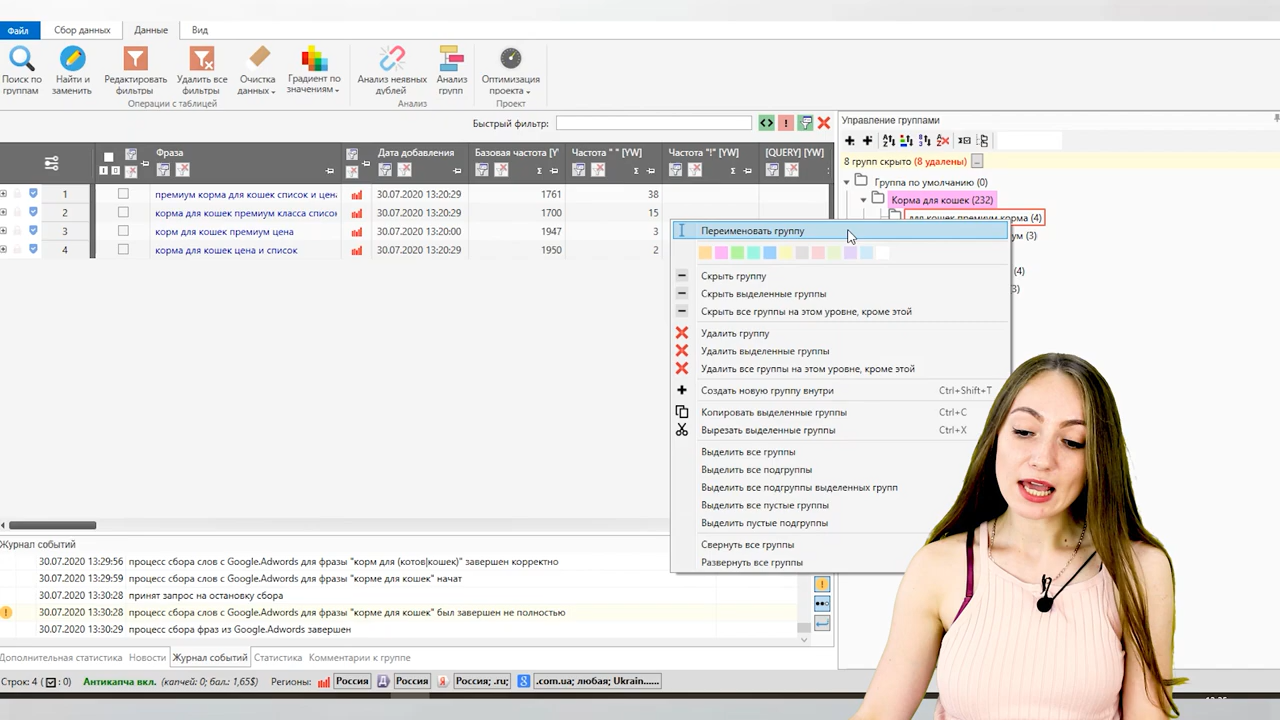 Файл Сбор данных Данные Вид
Поиск по группам
Найти и заменить
Редактировать фильтры
Удалить все фильтры
Очистка данных
Градиент по значениям
Анализ неявных дублей
Анализ групп
Оптимизация проекта
Операции с таблицей Анализ Проект
Быстрый фильтр:
Управление группами
8 групп скрыто (8 удалены) ...
Фраза Дата добавления Базовая частота [Y Частота " " [YW] Частота "!" [YW] [QUERY] [YW]
1 премиум корма для кошек список и цен 30.07.2020 13:20:29 1761 38
2 корма для кошек премиум класса список 30.07.2020 13:20:29 1700 15
3 корм для кошек премиум цена 30.07.2020 13:20:00 1947 3
4 корм для кошек цена и список 30.07.2020 13:20:29 1950 2
Группа по умолчанию (0)
Корма для кошек (232)
для кошек премиум корма (4)
ум (3)
(4)
3)
Переименовать группу
Скрыть группу
Скрыть выделенные группы
Скрыть все группы на этом уровне, кроме этой
Удалить группу
Удалить выделенные группы
Удалить все группы на этом уровне, кроме этой
Создать новую группу внутри Ctrl+Shift+T
Копировать выделенные группы Ctrl+C
Вырезать выделенные группы Ctrl+X
Выделить все группы
Выделить все подгруппы
Выделить все подгруппы выделенных групп
Выделить все пустые группы
Выделить пустые подгруппы
Свернуть все группы
Развернуть все группы
Журнал событий
30.07.2020 13:29:56 процесс сбора слов с Google.Adwords для фразы "корм для (котов|кошек)" завершен корректно
30.07.2020 13:29:59 процесс сбора слов с Google.Adwords для фразы "корме для кошек" начат
30.07.2020 13:30:28 принят запрос на остановку сбора
30.07.2020 13:30:28 процесс сбора слов с Google.Adwords для фразы "корме для кошек" был завершен не полностью
30.07.2020 13:30:29 процесс сбора фраз из Google.Adwords завершен
Дополнительная статистика Новости Журнал событий Статистика Комментарии к группе
Строк: 4 ( : 0) Антикапча вкл. (капчей: 0; бал.: 1,65$) Регионы: Россия Россия Россия; .ru; .com.ua; любая; Ukrain......